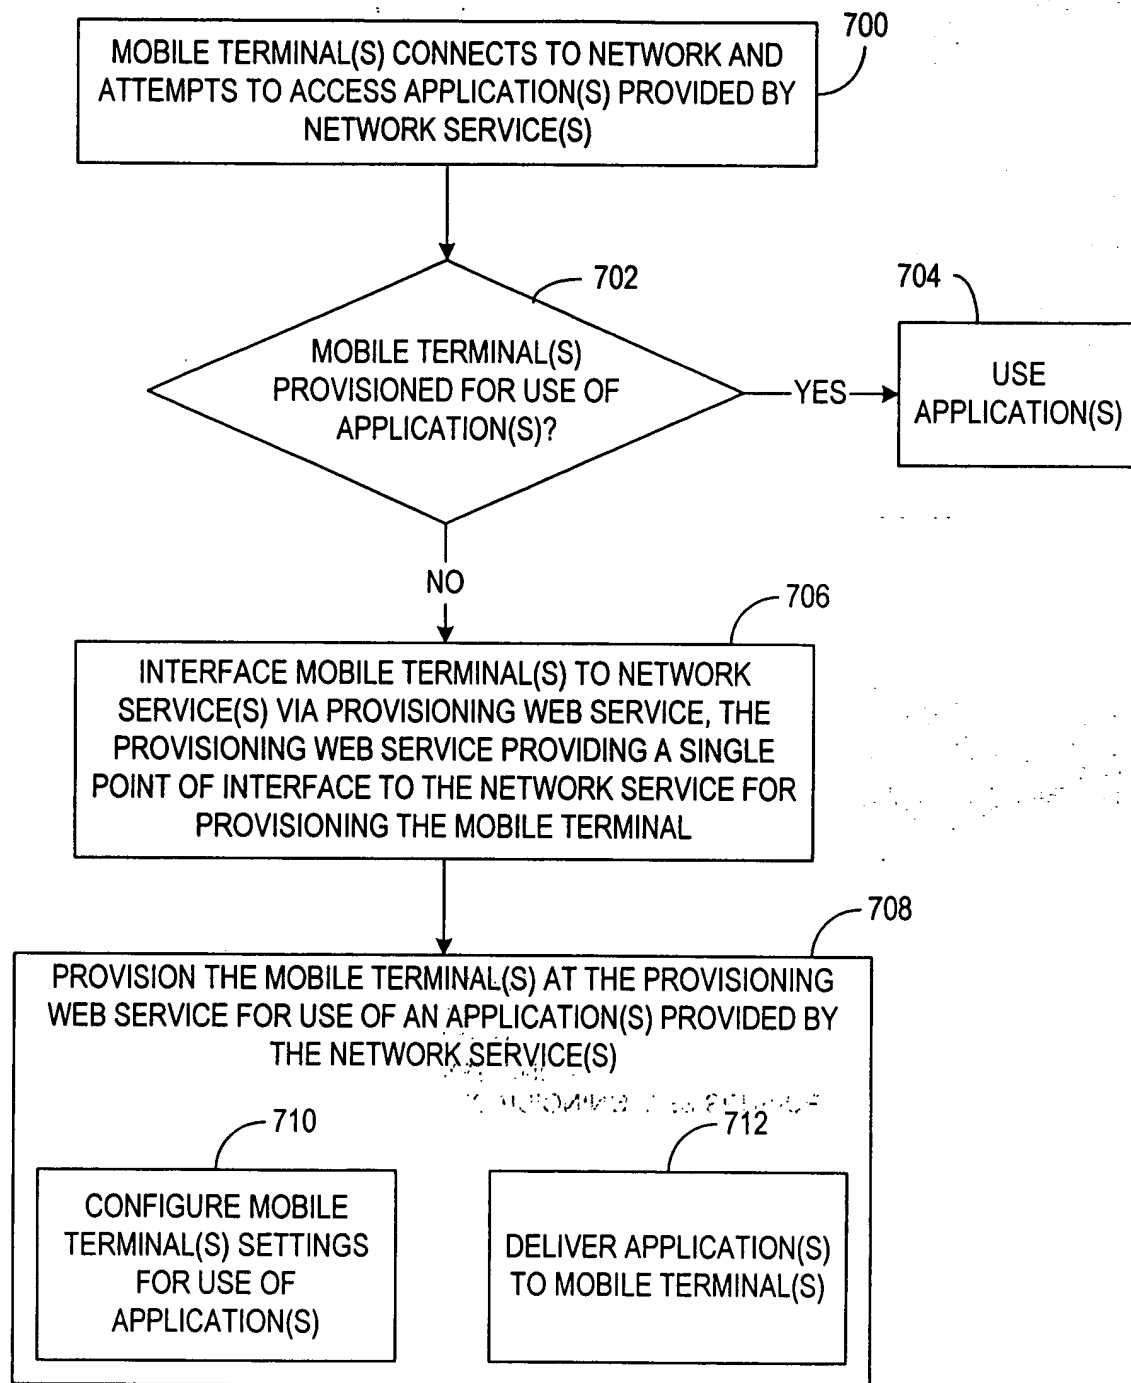 700
MOBILE TERMINAL(S) CONNECTS TO NETWORK AND
ATTEMPTS TO ACCESS APPLICATION(S) PROVIDED BY
NETWORK SERVICE(S)
702
MOBILE TERMINAL(S)
PROVISIONED FOR USE OF
APPLICATION(S)?
YES
704
USE
APPLICATION(S)
NO
706
INTERFACE MOBILE TERMINAL(S) TO NETWORK
SERVICE(S) VIA PROVISIONING WEB SERVICE, THE
PROVISIONING WEB SERVICE PROVIDING A SINGLE
POINT OF INTERFACE TO THE NETWORK SERVICE FOR
PROVISIONING THE MOBILE TERMINAL
708
PROVISION THE MOBILE TERMINAL(S) AT THE PROVISIONING
WEB SERVICE FOR USE OF AN APPLICATION(S) PROVIDED BY
THE NETWORK SERVICE(S)
710
CONFIGURE MOBILE
TERMINAL(S) SETTINGS
FOR USE OF
APPLICATION(S)
712
DELIVER APPLICATION(S)
TO MOBILE TERMINAL(S)